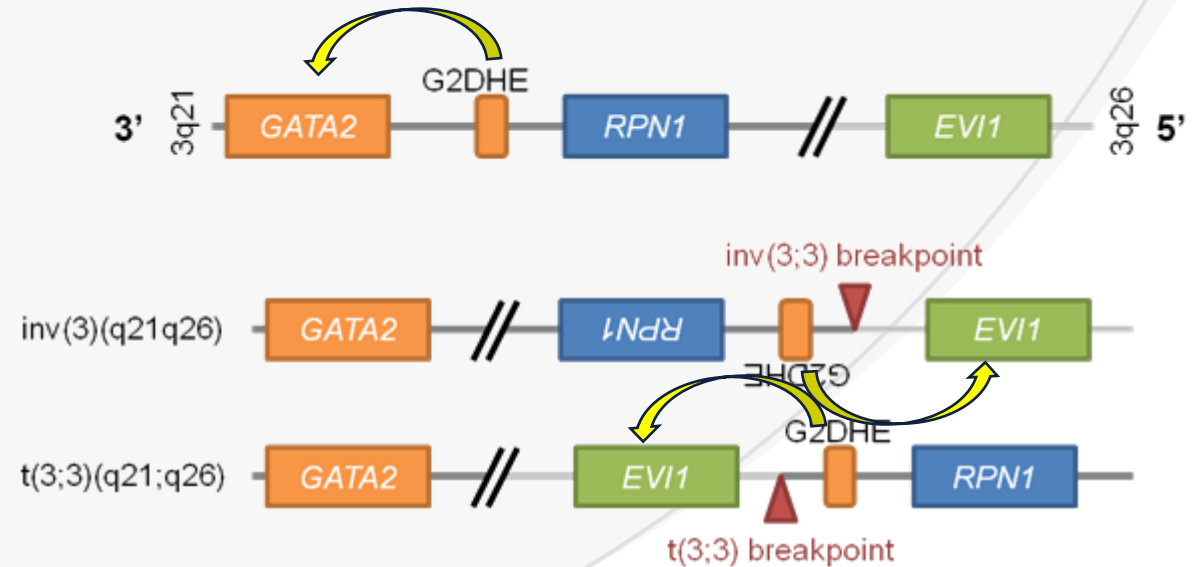 G2DHE
3’ 3q21 GATA2 RPN1 EVI1 3q26 5’
inv(3;3) breakpoint
inv(3)(q21q26) GATA2 RPN1 EVI1
G2DHE
G2DHE
t(3;3)(q21;q26) GATA2 EVI1 RPN1
t(3;3) breakpoint